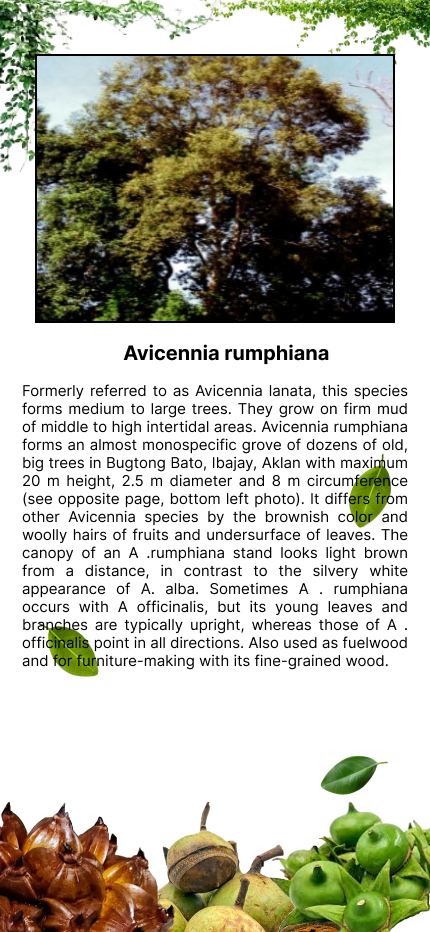 Avicennia rumphiana
Formerly referred to as Avicennia lanata, this species
forms medium to large trees. They grow on firm mud
of middle to high intertidal areas. Avicennia rumphiana
forms an almost monospecific grove of dozens of old,
big trees in Bugtong Bato, Ibajay, Aklan with maximum
20 m height, 2.5 m diameter and 8 m circumference
(see opposite page, bottom left photo). It differs from
other Avicennia species by the brownish color and
woolly hairs of fruits and undersurface of leaves. The
canopy of an A .rumphiana stand looks light brown
from a distance, in contrast to the silvery white
appearance of A. alba. Sometimes A . rumphiana
occurs with A officinalis, but its young leaves and
branches are typically upright, whereas those of A .
officinalis point in all directions. Also used as fuelwood
and for furniture-making with its fine-grained wood.